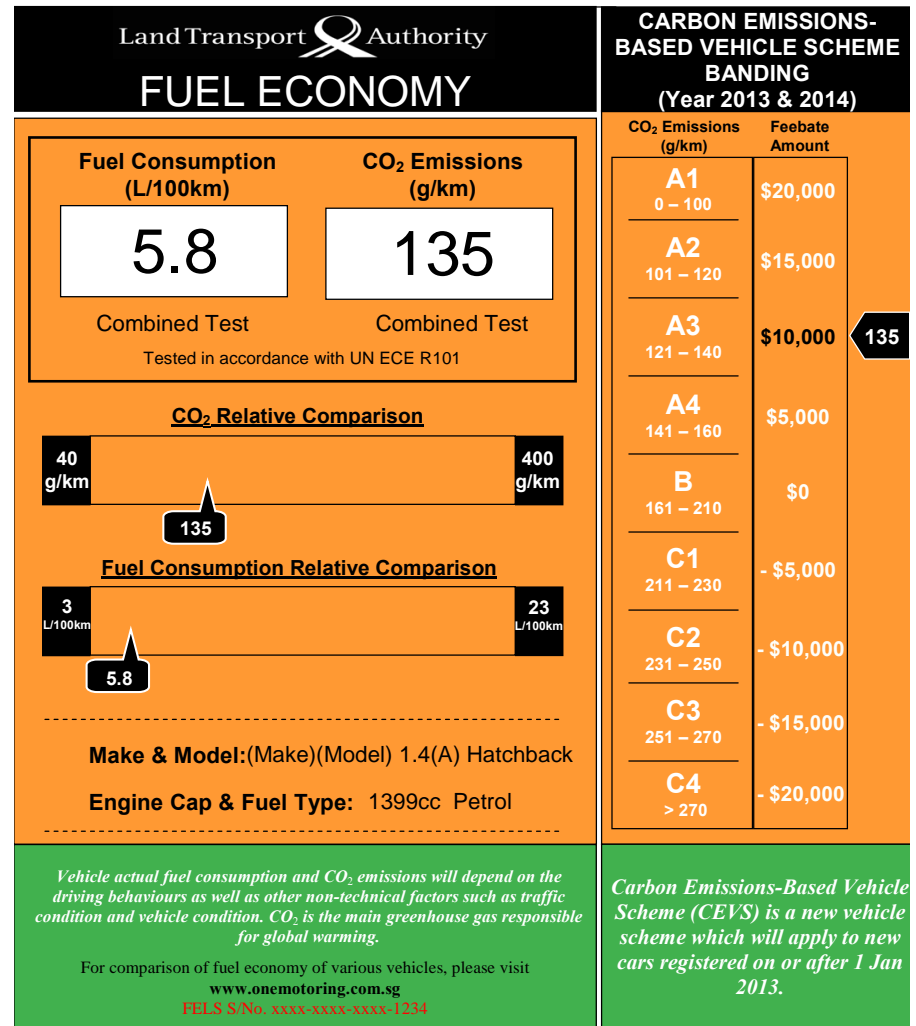 Land Transport Authority
FUEL ECONOMY
Fuel Consumption
(L/100km)
CO₂ Emissions
(g/km)
5.8
135
Combined Test
Combined Test
Tested in accordance with UN ECE R101
CO₂ Relative Comparison
40
g/km
400
g/km
135
Fuel Consumption Relative Comparison
3
L/100km
23
L/100km
5.8
Make & Model:(Make)(Model) 1.4(A) Hatchback
Engine Cap & Fuel Type: 1399cc Petrol
Vehicle actual fuel consumption and CO₂ emissions will depend on the
driving behaviours as well as other non-technical factors such as traffic
condition and vehicle condition. CO₂ is the main greenhouse gas responsible
for global warming.
For comparison of fuel economy of various vehicles, please visit
www.onemotoring.com.sg
FELS S/No. xxxx-xxxx-xxxx-1234
CARBON EMISSIONS-
BASED VEHICLE SCHEME
BANDING
(Year 2013 & 2014)
CO₂ Emissions
(g/km)
Feebate
Amount
A1
0 – 100
$20,000
A2
101 – 120
$15,000
A3
121 – 140
$10,000
135
A4
141 – 160
$5,000
B
161 – 210
$0
C1
211 – 230
- $5,000
C2
231 – 250
- $10,000
C3
251 – 270
- $15,000
C4
> 270
- $20,000
Carbon Emissions-Based Vehicle
Scheme (CEVS) is a new vehicle
scheme which will apply to new
cars registered on or after 1 Jan
2013.